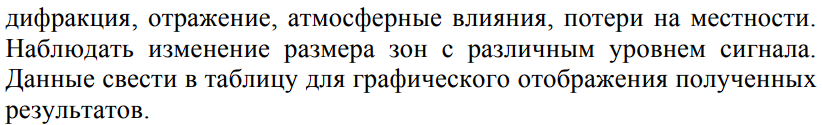 дифракция, отражение, атмосферные влияния, потери на местности.
Наблюдать изменение размера зон с различным уровнем сигнала.
Данные свести в таблицу для графического отображения полученных
результатов.